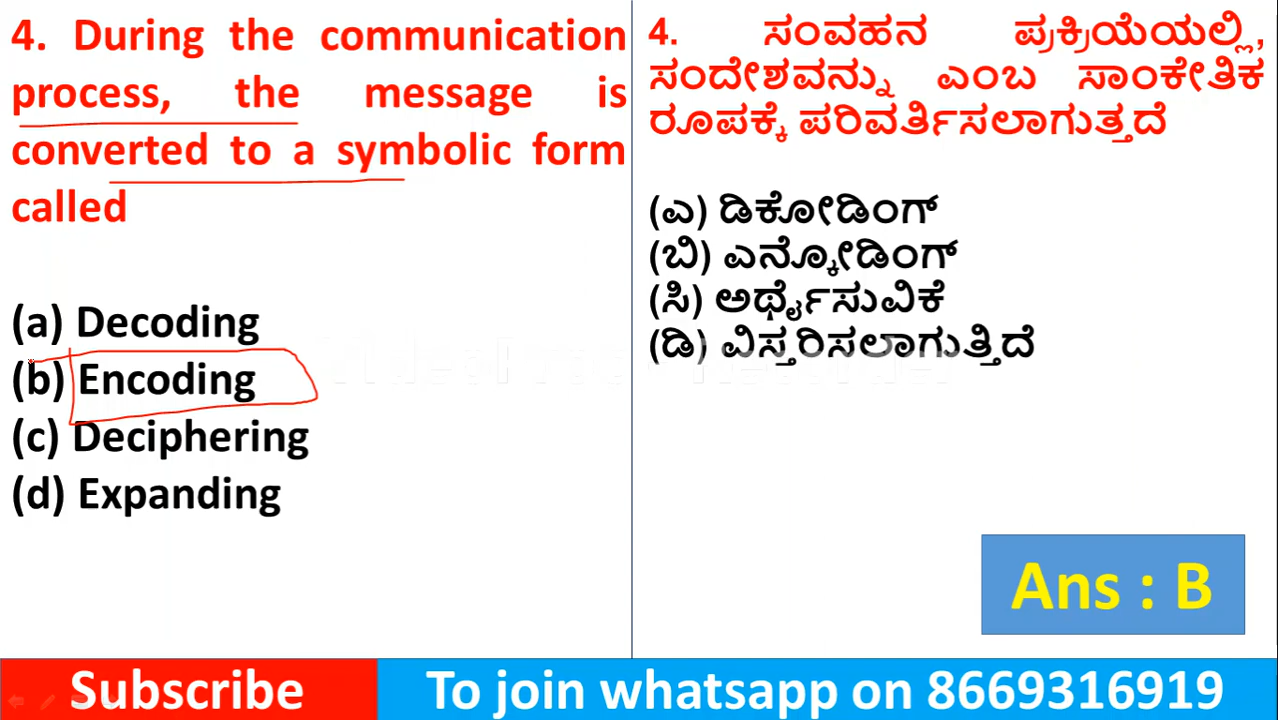 4. During the communication
process, the message is
converted to a symbolic form
called
(a) Decoding
(b) Encoding
(c) Deciphering
(d) Expanding
4. ಸಂವಹನ ಪ್ರಕ್ರಿಯೆಯಲ್ಲಿ,
ಸಂದೇಶವನ್ನು ಎಂಬ ಸಾಂಕೇತಿಕ
ರೂಪಕ್ಕೆ ಪರಿವರ್ತಿಸಲಾಗುತ್ತದೆ
(ಎ) ಡಿಕೋಡಿಂಗ್
(ಬಿ) ಎನ್ಕೋಡಿಂಗ್
(ಸಿ) ಅರ್ಥೈಸುವಿಕೆ
(ಡಿ) ವಿಸ್ತರಿಸಲಾಗುತ್ತಿದೆ
Ans : B
Subscribe
To join whatsapp on 8669316919